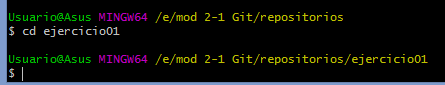 Usuario@Asus MINGW64 /e/mod 2-1 Git/repositorios
$ cd ejercicio01
Usuario@Asus MINGW64 /e/mod 2-1 Git/repositorios/ejercicio01
$